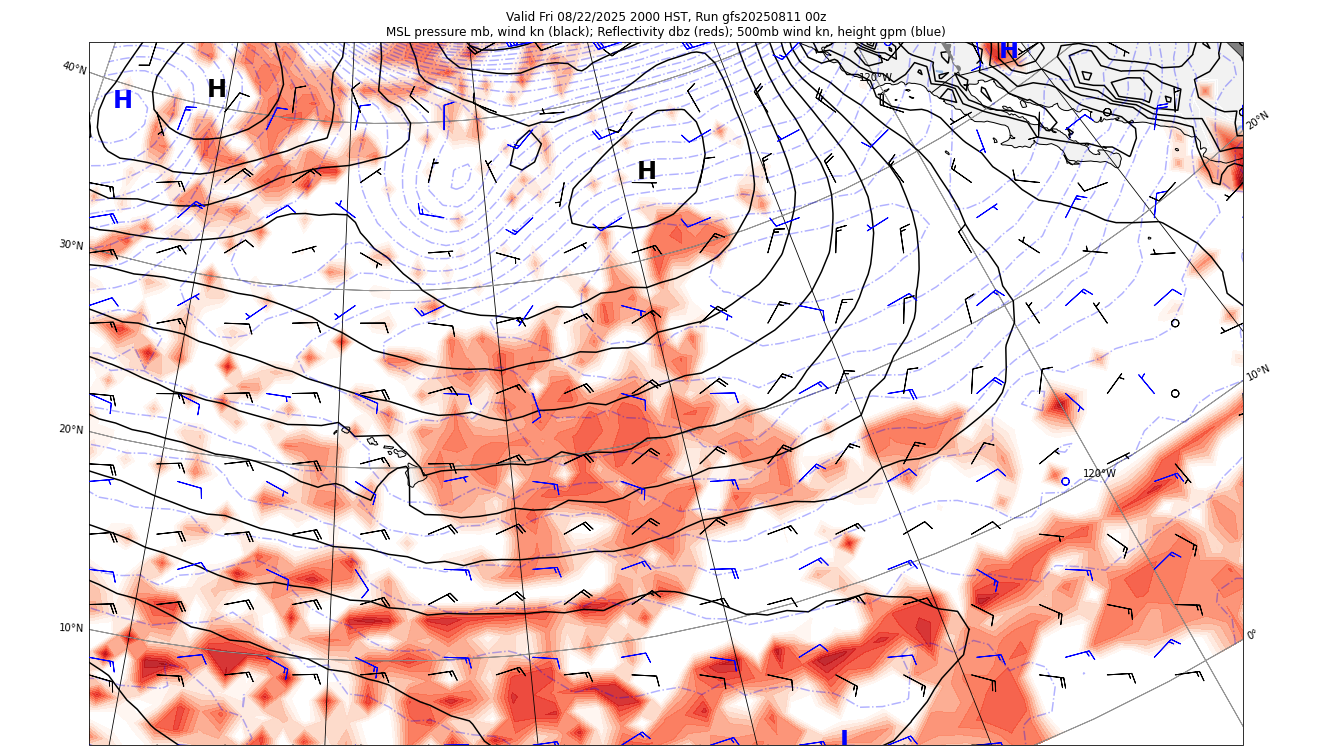 Valid Fri 08/22/2025 2000 HST, Run gfs20250811 00z
MSL pressure mb, wind kn (black); Reflectivity dbz (reds); 500mb wind kn, height gpm (blue)
H
40°N
120°W
H
H
20°N
H
30°N
10°N
20°N
120°W
10°N
0°
L